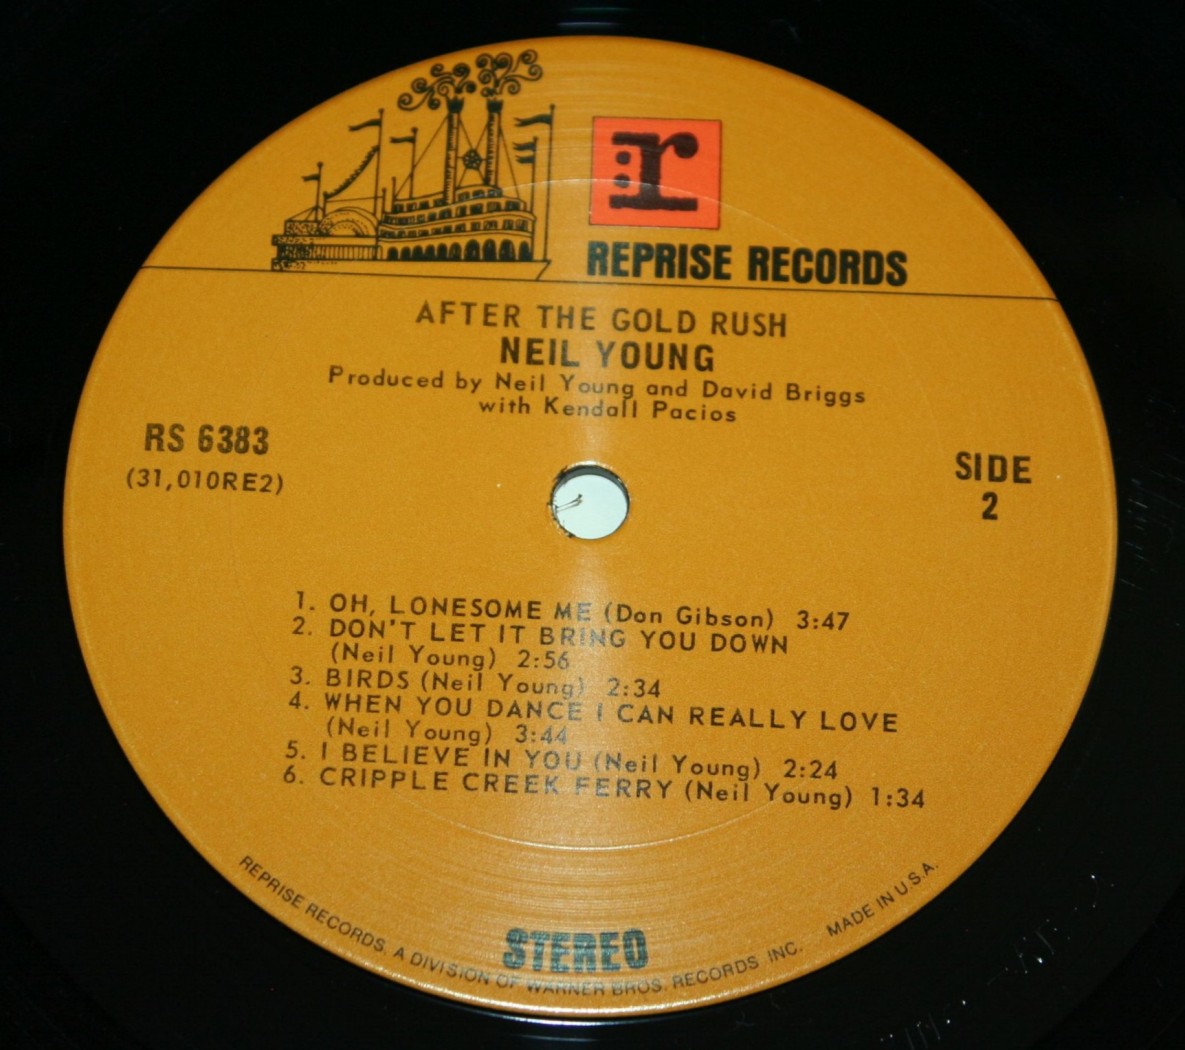 :r
REPRISE RECORDS
AFTER THE GOLD RUSH
NEIL YOUNG
Produced by Neil Young and David Briggs
with Kendall Pacios
RS 6383
(31,010RE2)
SIDE
2
1. OH, LONESOME ME (Don Gibson) 3:47
2. DON'T LET IT BRING YOU DOWN
(Neil Young) 2:56
3. BIRDS (Neil Young) 2:34
4. WHEN YOU DANCE I CAN REALLY LOVE
(Neil Young) 3:44
5. I BELIEVE IN YOU (Neil Young) 2:24
6. CRIPPLE CREEK FERRY (Neil Young) 1:34
STEREO
REPRISE RECORDS, A DIVISION OF WARNER BROS. RECORDS INC. MADE IN U.S.A.